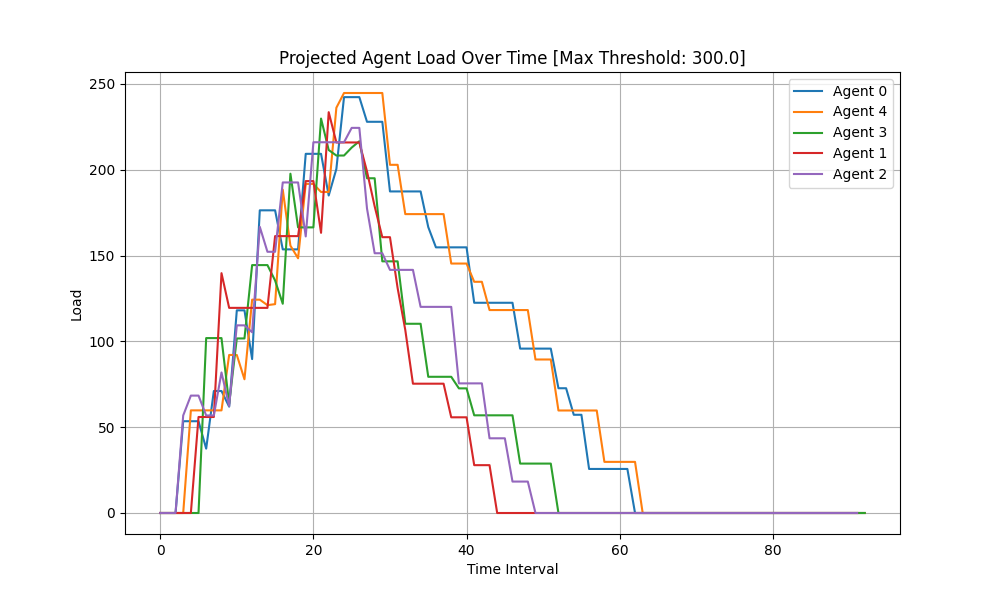 Projected Agent Load Over Time [Max Threshold: 300.0]
250
200
150
100
50
0
Load
0 20 40 60 80
Time Interval
Agent 0
Agent 4
Agent 3
Agent 1
Agent 2